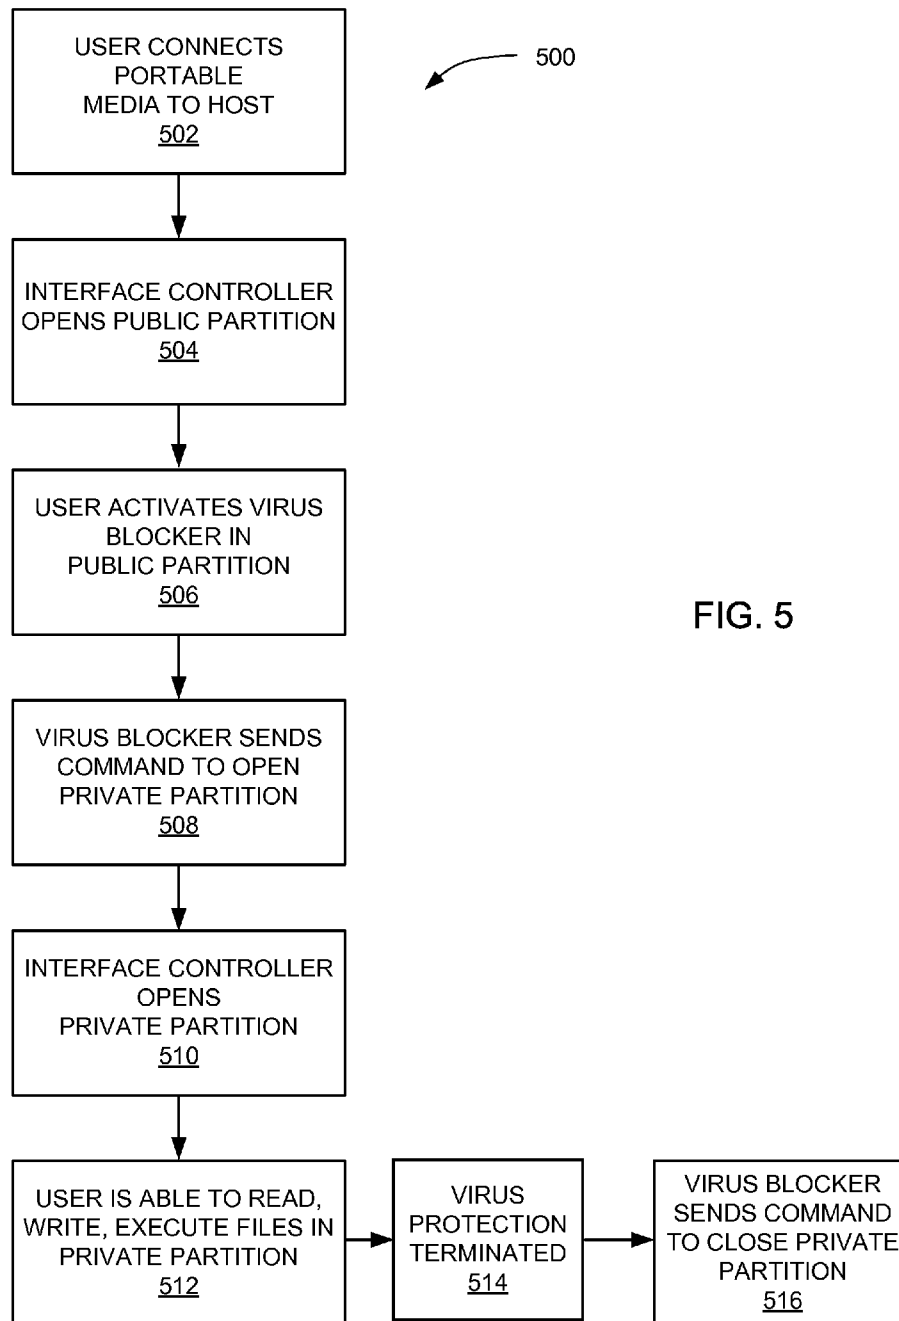 USER CONNECTS
PORTABLE
MEDIA TO HOST
502
500
INTERFACE CONTROLLER
OPENS PUBLIC PARTITION
504
USER ACTIVATES VIRUS
BLOCKER IN
PUBLIC PARTITION
506
FIG. 5
VIRUS BLOCKER SENDS
COMMAND TO OPEN
PRIVATE PARTITION
508
INTERFACE CONTROLLER
OPENS
PRIVATE PARTITION
510
USER IS ABLE TO READ,
WRITE, EXECUTE FILES IN
PRIVATE PARTITION
512
VIRUS
PROTECTION
TERMINATED
514
VIRUS BLOCKER
SENDS COMMAND
TO CLOSE PRIVATE
PARTITION
516